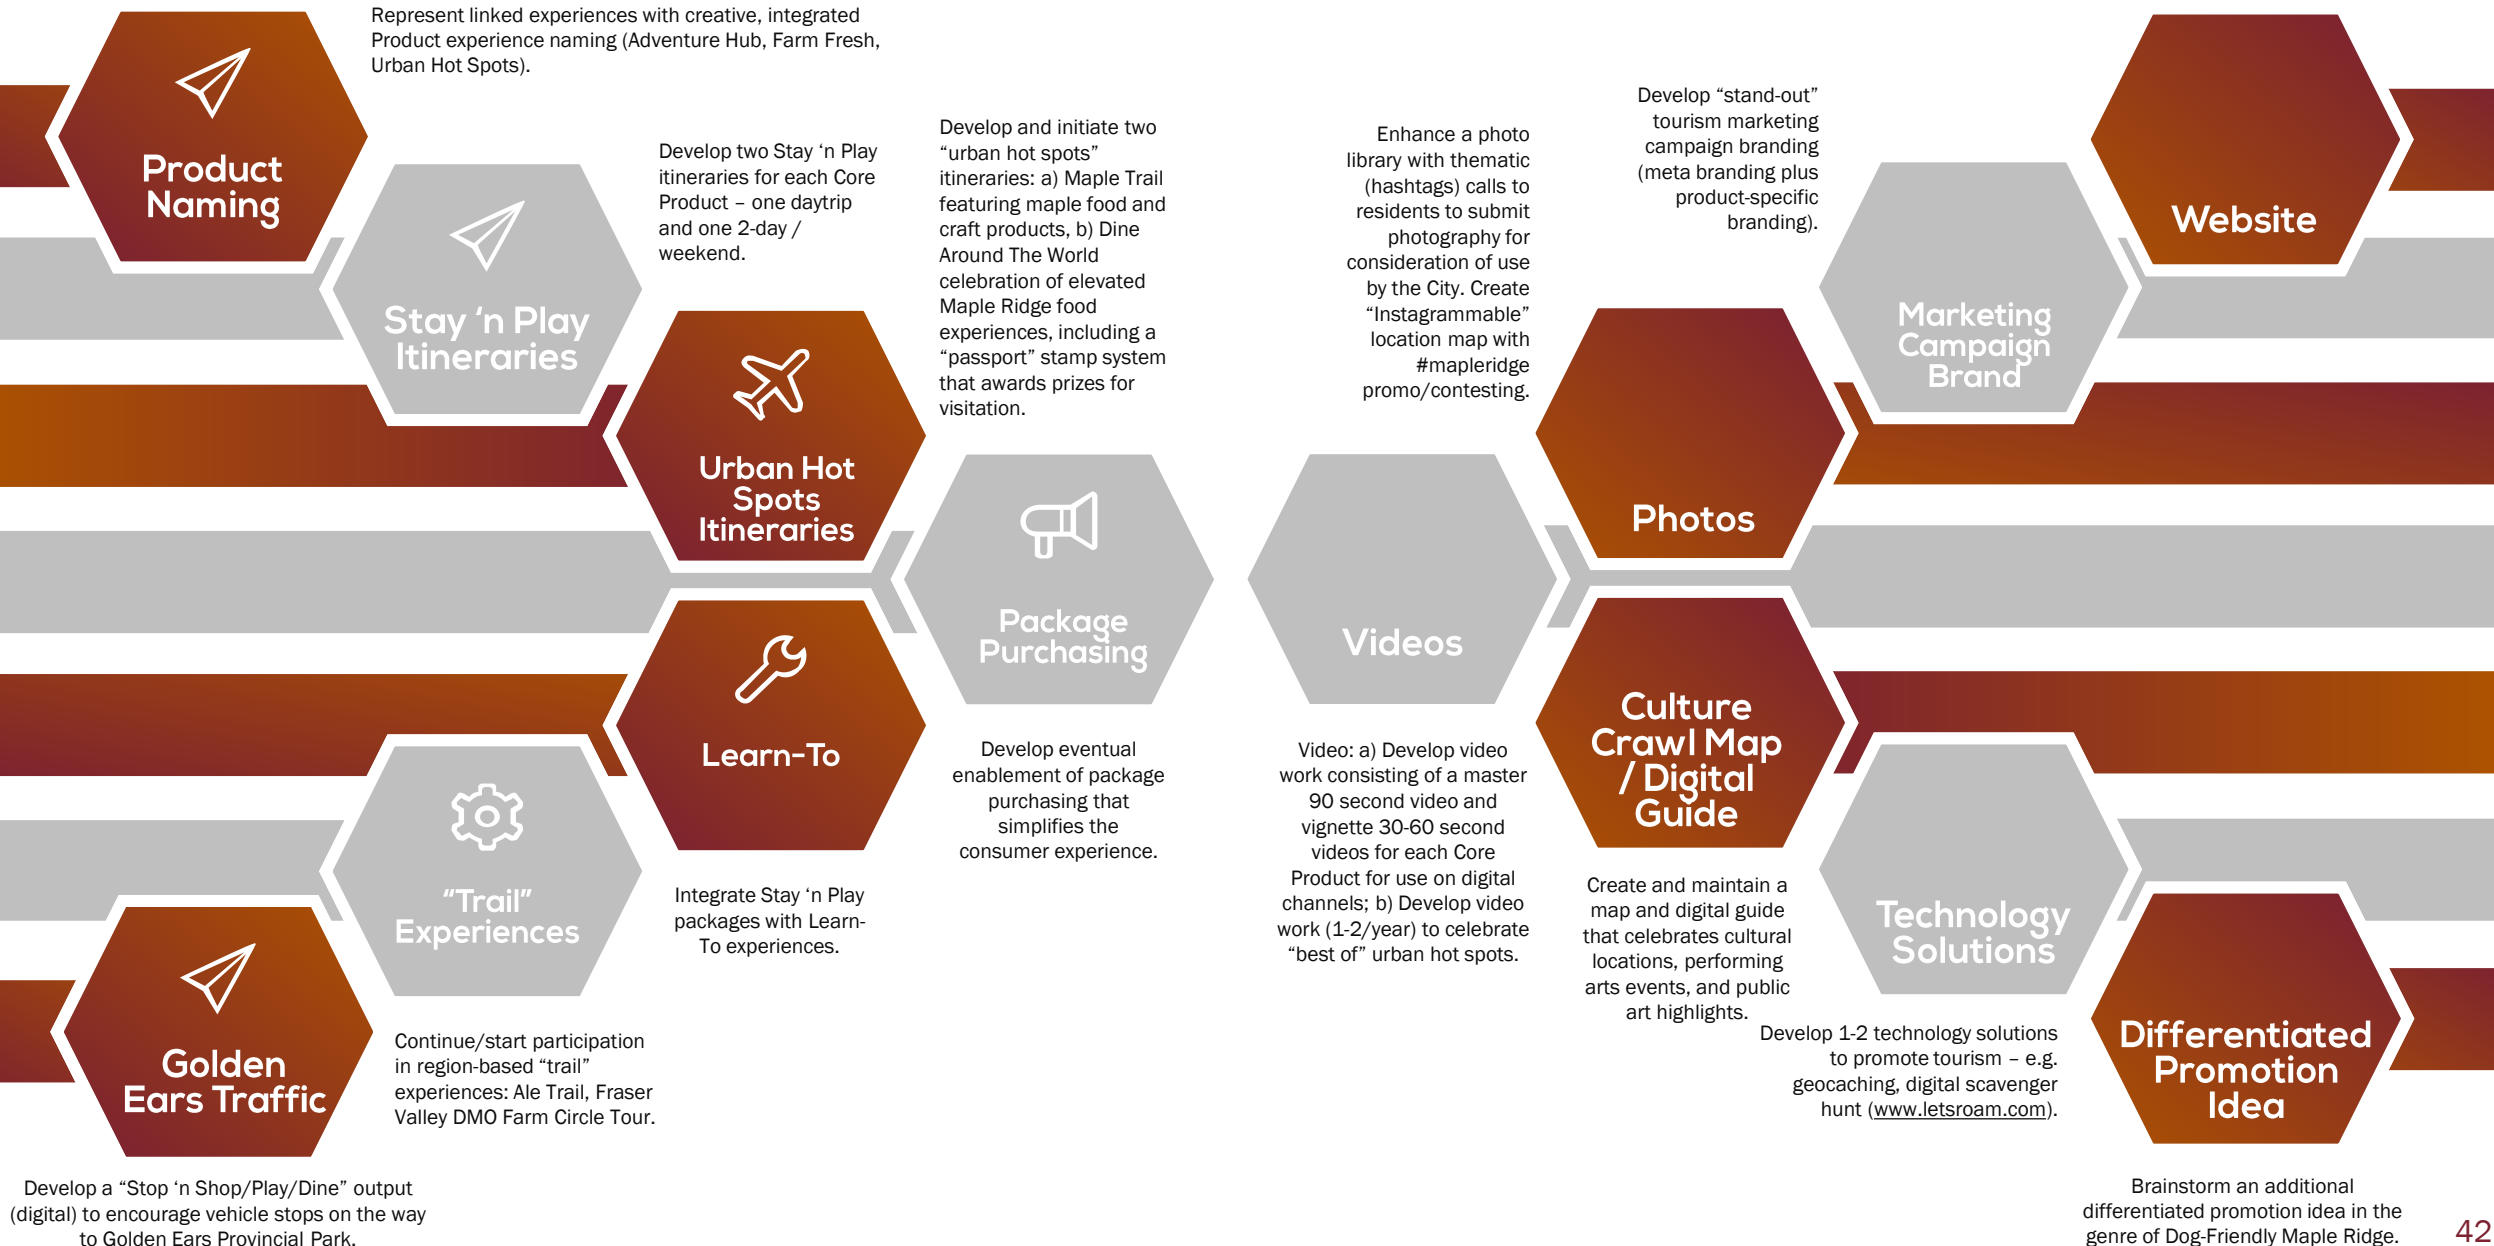 Represent linked experiences with creative, integrated
Product experience naming (Adventure Hub, Farm Fresh,
Urban Hot Spots).
Product
Naming
Develop two Stay ‘n Play
itineraries for each Core
Product – one daytrip
and one 2-day /
weekend.
Stay ‘n Play
Itineraries
Develop and initiate two
“urban hot spots”
itineraries: a) Maple Trail
featuring maple food and
craft products, b) Dine
Around The World
celebration of elevated
Maple Ridge food
experiences, including a
“passport” stamp system
that awards prizes for
visitation.
Urban Hot
Spots
Itineraries
Package
Purchasing
Develop eventual
enablement of package
purchasing that
simplifies the
consumer experience.
Learn-To
Integrate Stay ‘n Play
packages with Learn-
To experiences.
“Trail”
Experiences
Continue/start participation
in region-based “trail”
experiences: Ale Trail, Fraser
Valley DMO Farm Circle Tour.
Golden
Ears Traffic
Develop a “Stop ‘n Shop/Play/Dine” output
(digital) to encourage vehicle stops on the way
to Golden Ears Provincial Park.
Website
Develop “stand-out”
tourism marketing
campaign branding
(meta branding plus
product-specific
branding).
Marketing
Campaign
Brand
Enhance a photo
library with thematic
(hashtags) calls to
residents to submit
photography for
consideration of use
by the City. Create
“Instagrammable”
location map with
#mapleridge
promo/contesting.
Photos
Videos
Video: a) Develop video
work consisting of a master
90 second video and
vignette 30-60 second
videos for each Core
Product for use on digital
channels; b) Develop video
work (1-2/year) to celebrate
“best of” urban hot spots.
Culture
Crawl Map
/ Digital
Guide
Create and maintain a
map and digital guide
that celebrates cultural
locations, performing
arts events, and public
art highlights.
Technology
Solutions
Develop 1-2 technology solutions
to promote tourism – e.g.
geocaching, digital scavenger
hunt (www.letsroam.com).
Differentiated
Promotion
Idea
Brainstorm an additional
differentiated promotion idea in the
genre of Dog-Friendly Maple Ridge.
42